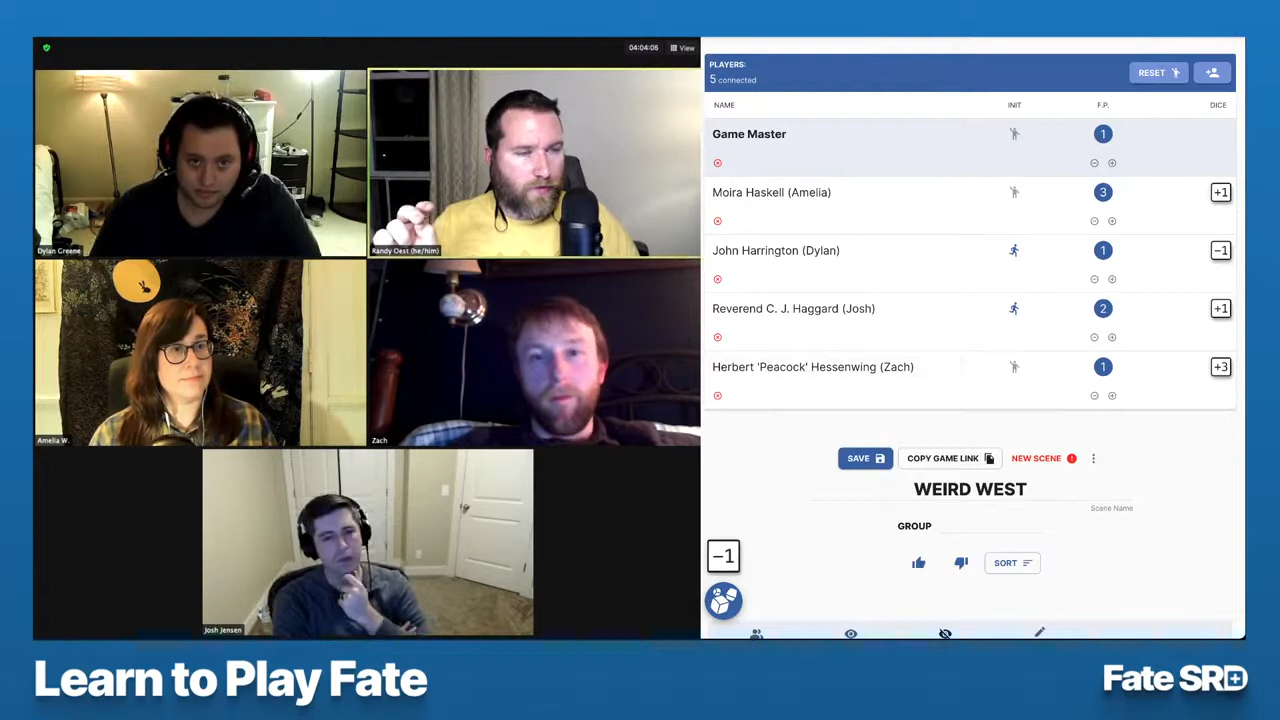 04:04:06 View
Dylan Greene
Randy Oest (he/him)
Amelia W.
Zach
Josh Jensen
PLAYERS:
5 connected
RESET
NAME INIT F.P. DICE
Game Master 1
Moira Haskell (Amelia) 3 +1
John Harrington (Dylan) 1 −1
Reverend C. J. Haggard (Josh) 2 +1
Herbert 'Peacock' Hessenwing (Zach) 1 +3
SAVE COPY GAME LINK NEW SCENE
WEIRD WEST
Scene Name
GROUP
−1
SORT
Learn to Play Fate
Fate SRD